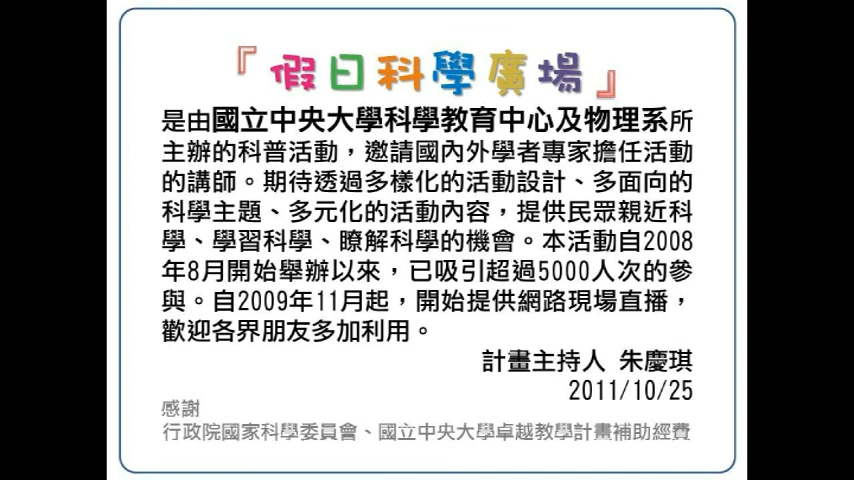 『假日科學廣場』
是由國立中央大學科學教育中心及物理系所
主辦的科普活動，邀請國內外學者專家擔任活動
的講師。期待透過多樣化的活動設計、多面向的
科學主題、多元化的活動內容，提供民眾親近科
學、學習科學、瞭解科學的機會。本活動自2008
年8月開始舉辦以來，已吸引超過5000人次的參
與。自2009年11月起，開始提供網路現場直播，
歡迎各界朋友多加利用。
計畫主持人 朱慶琪
2011/10/25
感謝
行政院國家科學委員會、國立中央大學卓越教學計畫補助經費